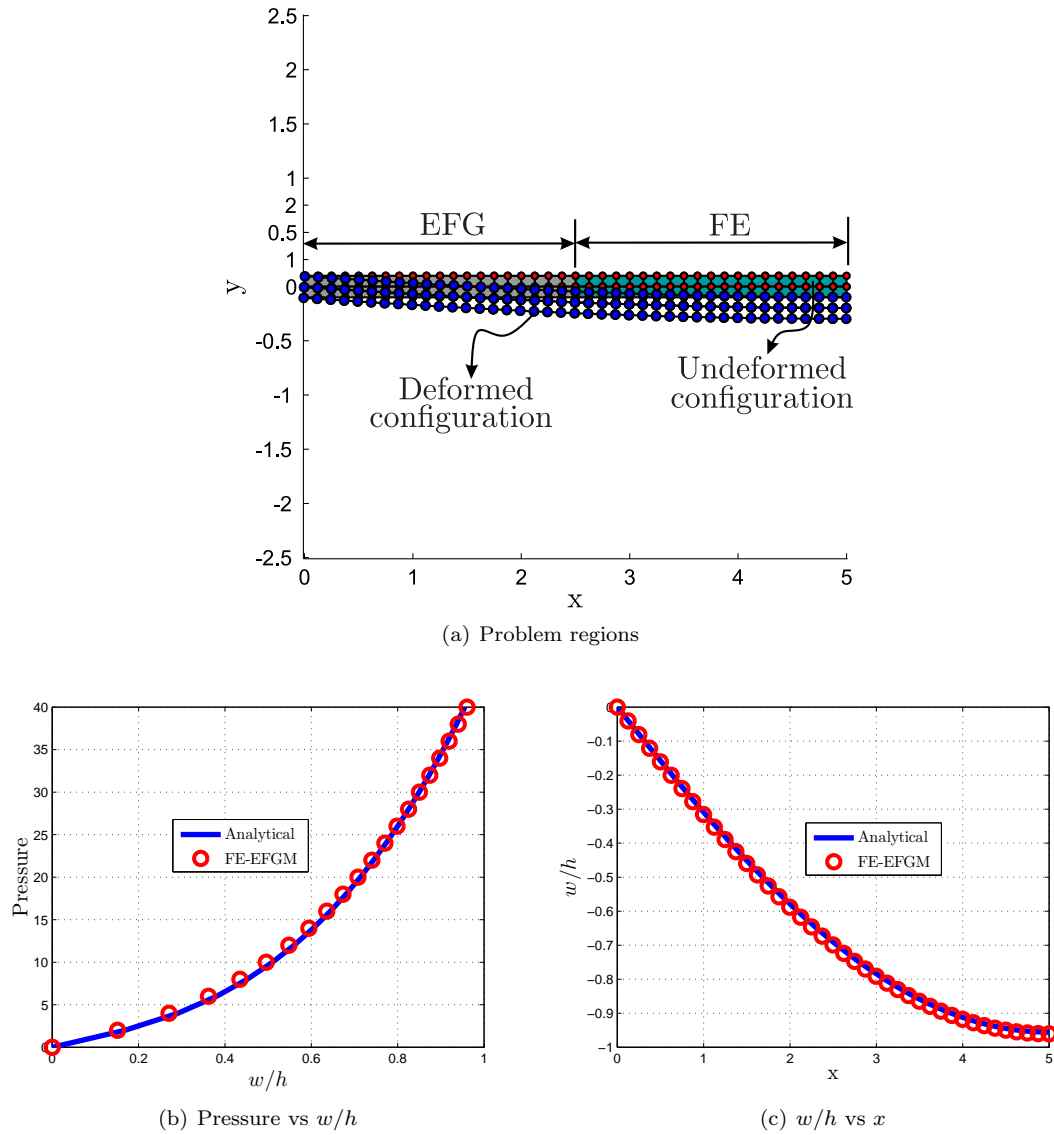 2.5
2
1.5
1
2
0.5
1
0
-0.5
-1
-1.5
-2
-2.5
y
EFG
FE
Deformed
configuration
Undeformed
configuration
0 1 2 3 4 5
x
(a) Problem regions
40
35
30
25
20
15
10
5
0
Pressure
Analytical
FE-EFGM
0 0.2 0.4 0.6 0.8 1
w/h
(b) Pressure vs w/h
0
−0.1
−0.2
−0.3
−0.4
−0.5
−0.6
−0.7
−0.8
−0.9
−1
w/h
Analytical
FE-EFGM
0 1 2 3 4 5
x
(c) w/h vs x